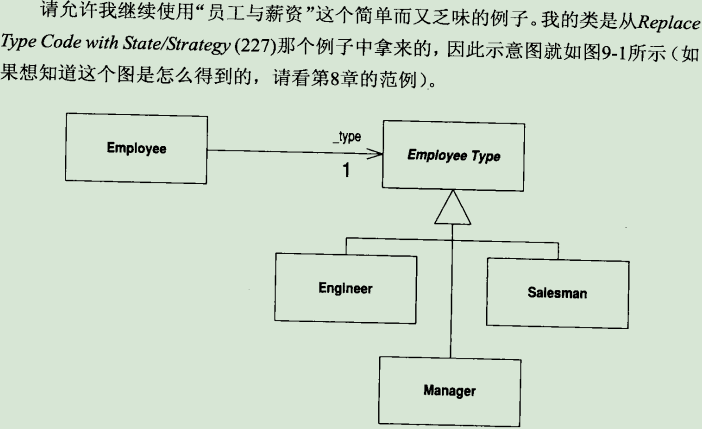 请允许我继续使用“员工与薪资”这个简单而又乏味的例子。我的类是从Replace
Type Code with State/Strategy (227)那个例子中拿来的，因此示意图就如图9-1所示（如
果想知道这个图是怎么得到的，请看第8章的范例）。
Employee
_type
1
Employee Type
Engineer
Salesman
Manager